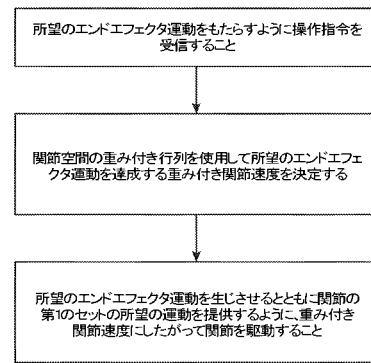 所望のエンドエフェクタ運動をもたらすように操作指令を
受信すること
関節空間の重み付き行列を使用して所望のエンドエフェ
クタ運動を達成する重み付き関節速度を決定する
所望のエンドエフェクタ運動を生じさせるとともに関節の
第1のセットの所望の運動を提供するように、重み付き
関節速度にしたがって関節を駆動すること